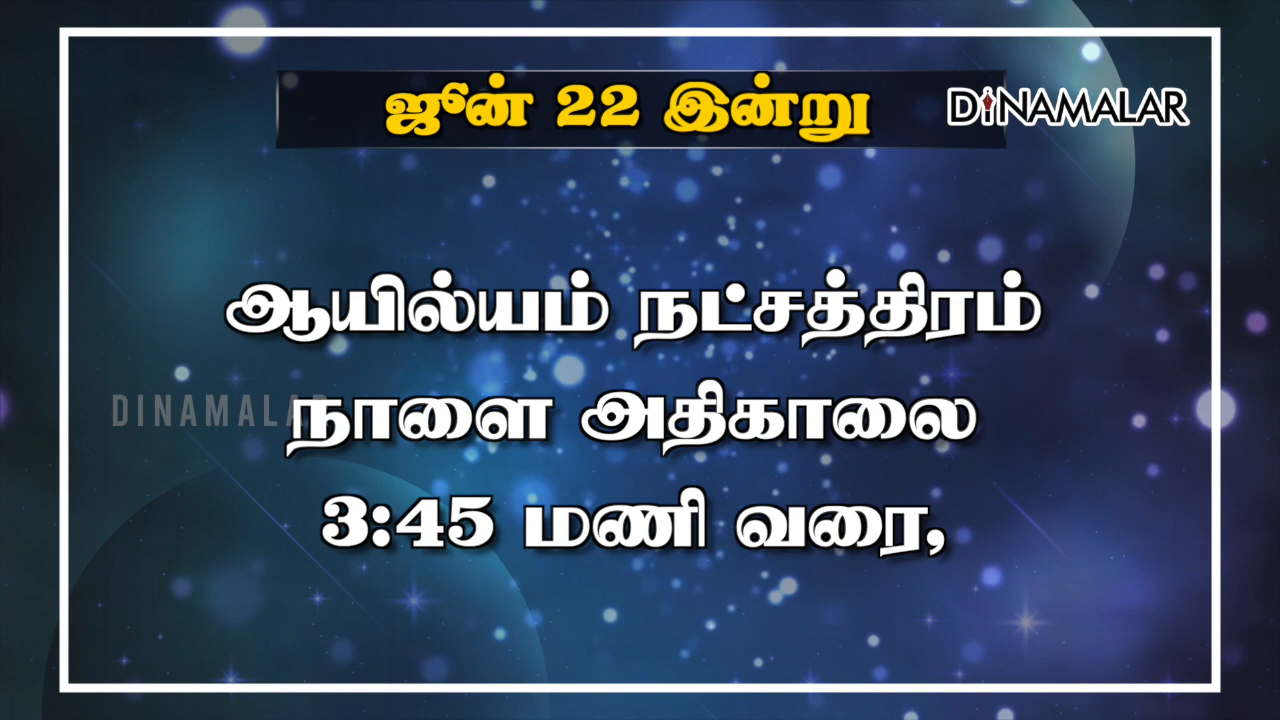 ஜூன் 22 இன்று
DINAMALAR
ஆயில்யம் நட்சத்திரம்
DINAMALAR
நாளை அதிகாலை
3:45 மணி வரை,